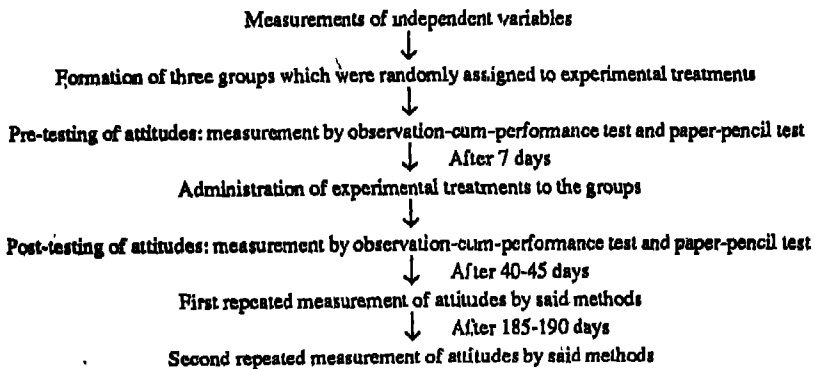 Measurements of independent variables
Formation of three groups which were randomly assigned to experimental treatments
Pre-testing of attitudes: measurement by observation-cum-performance test and paper-pencil test
After 7 days
Administration of experimental treatments to the groups
Post-testing of attitudes: measurement by observation-cum-performance test and paper-pencil test
After 40-45 days
First repeated measurement of attitudes by said methods
After 185-190 days
Second repeated measurement of attitudes by said methods